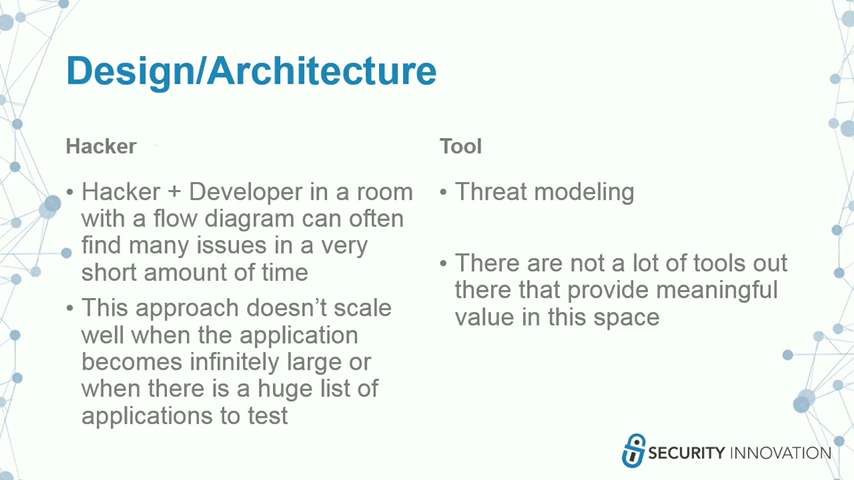 Design/Architecture
Hacker
• Hacker + Developer in a room
with a flow diagram can often
find many issues in a very
short amount of time
• This approach doesn't scale
well when the application
becomes infinitely large or
when there is a huge list of
applications to test
Tool
• Threat modeling
• There are not a lot of tools out
there that provide meaningful
value in this space
SECURITY INNOVATION